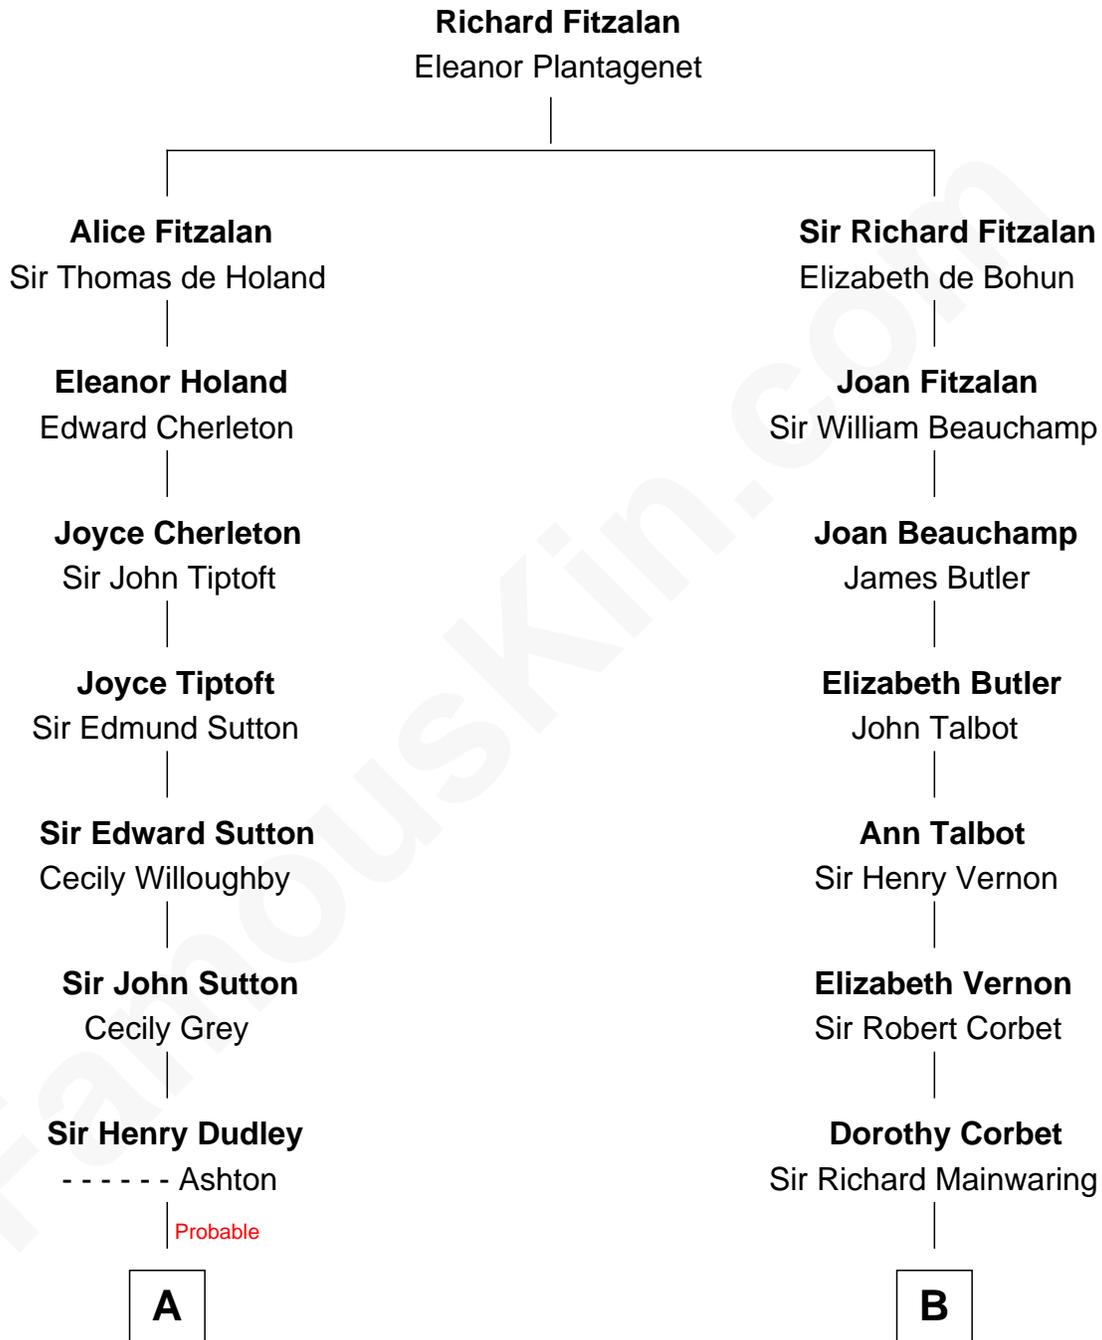 Richard Fitzalan
Eleanor Plantagenet
Alice Fitzalan
Sir Thomas de Holand
Sir Richard Fitzalan
Elizabeth de Bohun
Eleanor Holand
Edward Cherleton
Joan Fitzalan
Sir William Beauchamp
Joyce Cherleton
Sir John Tiptoft
Joan Beauchamp
James Butler
Joyce Tiptoft
Sir Edmund Sutton
Elizabeth Butler
John Talbot
Sir Edward Sutton
Cecily Willoughby
Ann Talbot
Sir Henry Vernon
Sir John Sutton
Cecily Grey
Elizabeth Vernon
Sir Robert Corbet
Sir Henry Dudley
- - - - - - Ashton
Dorothy Corbet
Sir Richard Mainwaring
Probable
A
B
FamousKin.com